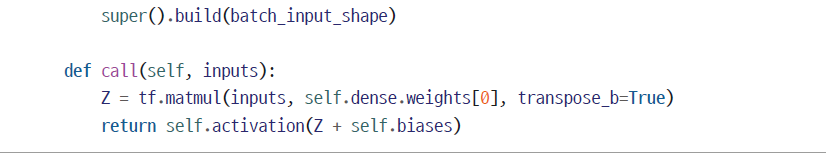 super().build(batch_input_shape)
def call(self, inputs):
Z = tf.matmul(inputs, self.dense.weights[0], transpose_b=True)
return self.activation(Z + self.biases)